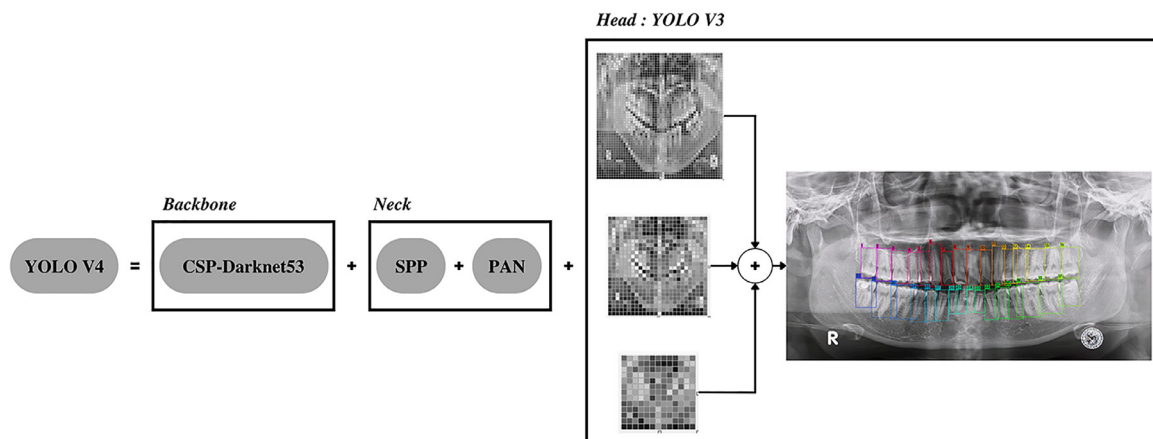 Head : YOLO V3
Backbone
Neck
YOLO V4 = CSP-Darknet53 + SPP + PAN +
+
R